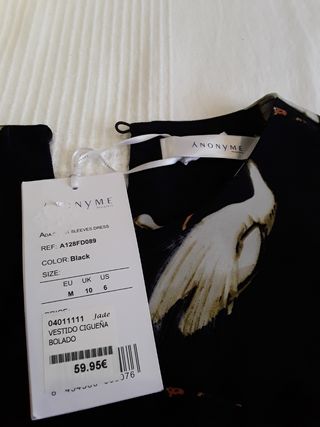 ANONYME
ANONYME
SLEEVES DRESS
REF: A128FD089
COLOR: Black
SIZE:
EU UK US
M 10 6
04011111 Jade
VESTIDO CIGUEÑA
BOLADO
59.95€